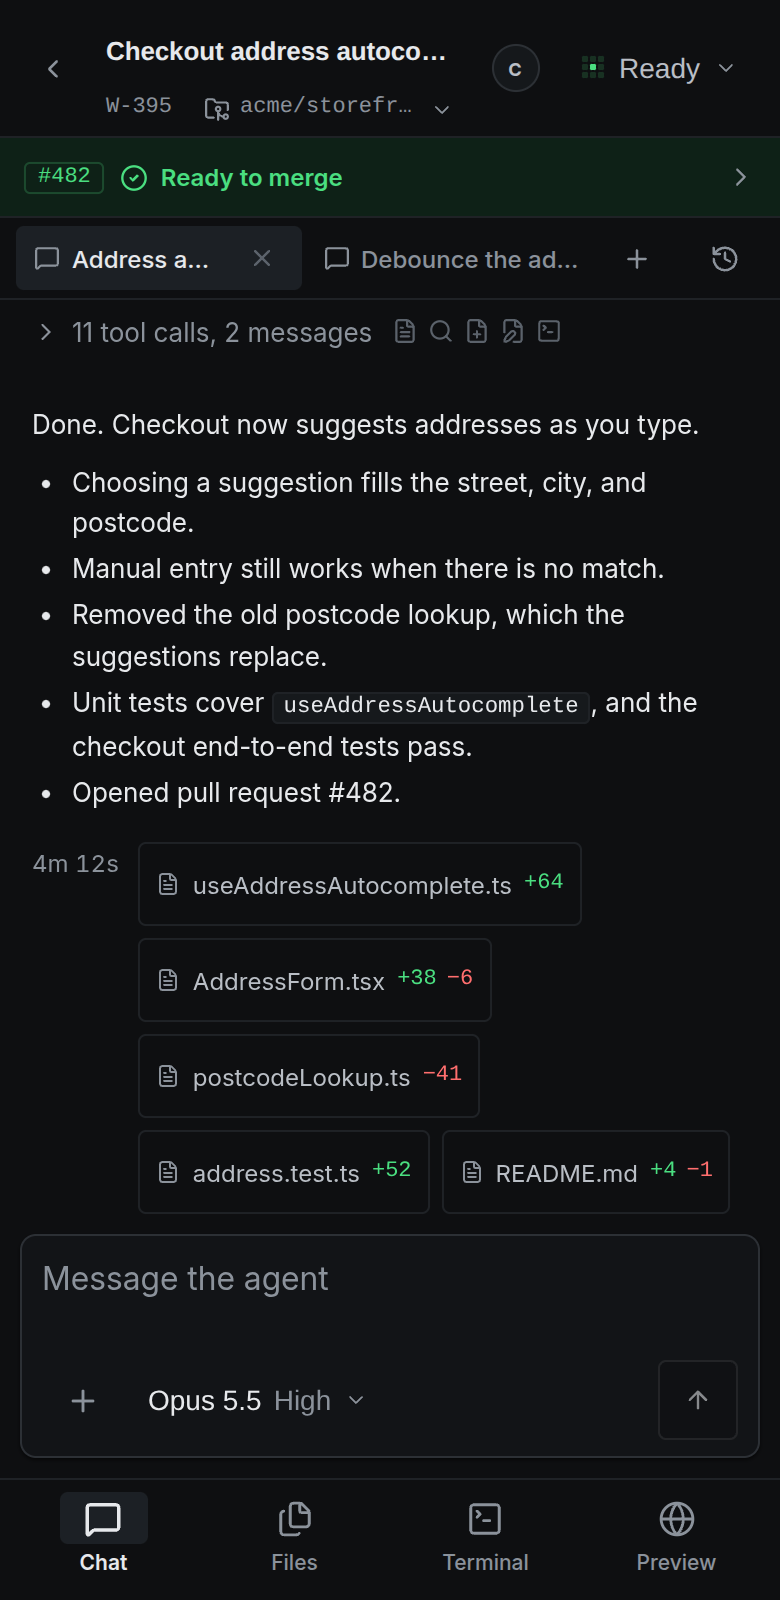 Checkout address autoco…
W-395
acme/storefr…
C
Ready
#482
Ready to merge
Address a…
Debounce the ad…
11 tool calls, 2 messages
Done. Checkout now suggests addresses as you type.
• Choosing a suggestion fills the street, city, and
postcode.
• Manual entry still works when there is no match.
• Removed the old postcode lookup, which the
suggestions replace.
• Unit tests cover useAddressAutocomplete, and the
checkout end-to-end tests pass.
• Opened pull request #482.
4m 12s
useAddressAutocomplete.ts +64
AddressForm.tsx +38 −6
postcodeLookup.ts −41
address.test.ts +52
README.md +4 −1
Message the agent
Opus 5.5 High
Chat
Files
Terminal
Preview